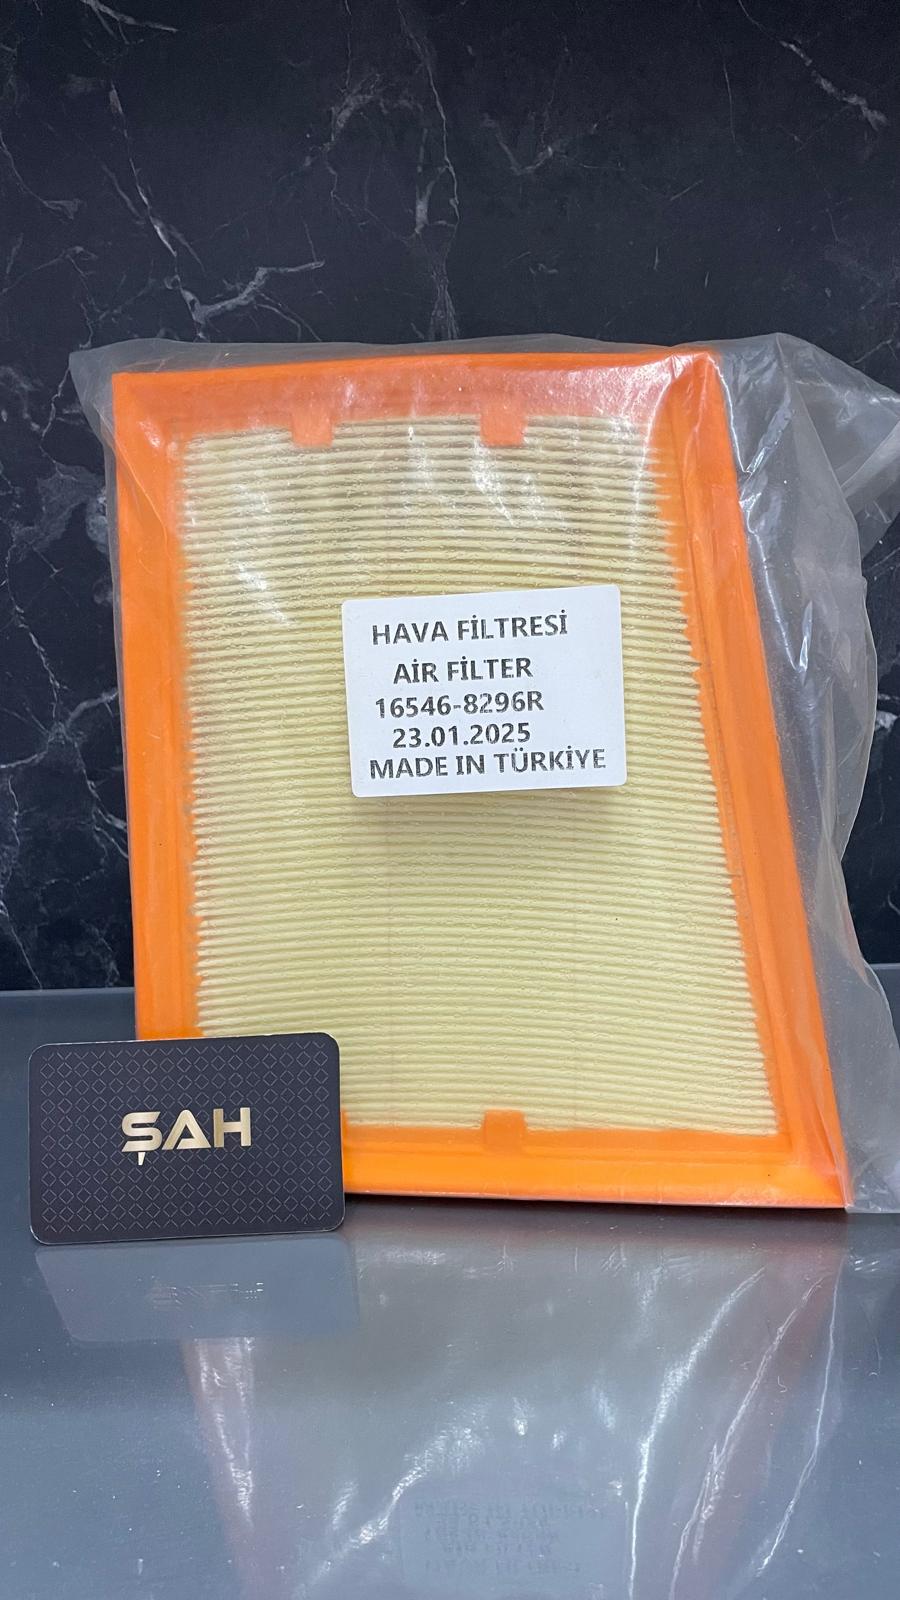 HAVA FİLTRESİ
AİR FİLTER
16546-8296R
23.01.2025
MADE IN TÜRKİYE
ŞAH